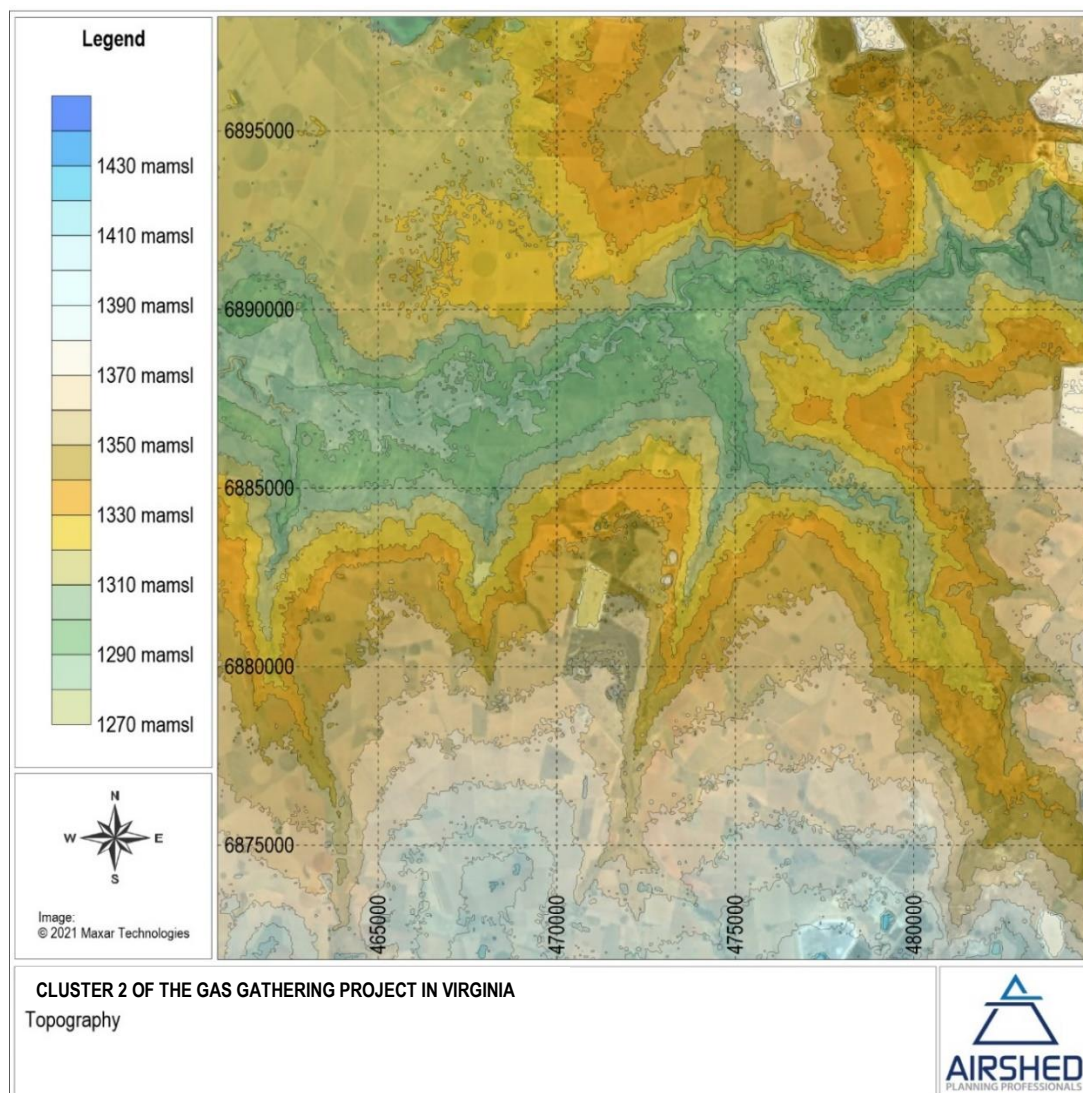 Legend
1430 mamsl
1410 mamsl
1390 mamsl
1370 mamsl
1350 mamsl
1330 mamsl
1310 mamsl
1290 mamsl
1270 mamsl
6895000
6890000
6885000
6880000
6875000
465000
470000
475000
480000
N
W E
S
Image:
© 2021 Maxar Technologies
CLUSTER 2 OF THE GAS GATHERING PROJECT IN VIRGINIA
Topography
AIRSHED
PLANNING PROFESSIONALS